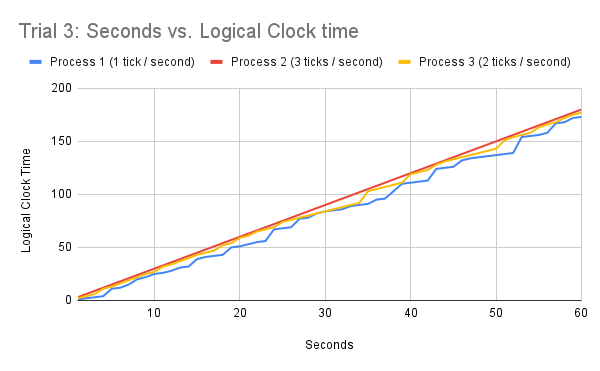 Trial 3: Seconds vs. Logical Clock time
Process 1 (1 tick / second) Process 2 (3 ticks / second) Process 3 (2 ticks / second)
Logical Clock Time
200
150
100
50
0
10 20 30 40 50 60
Seconds